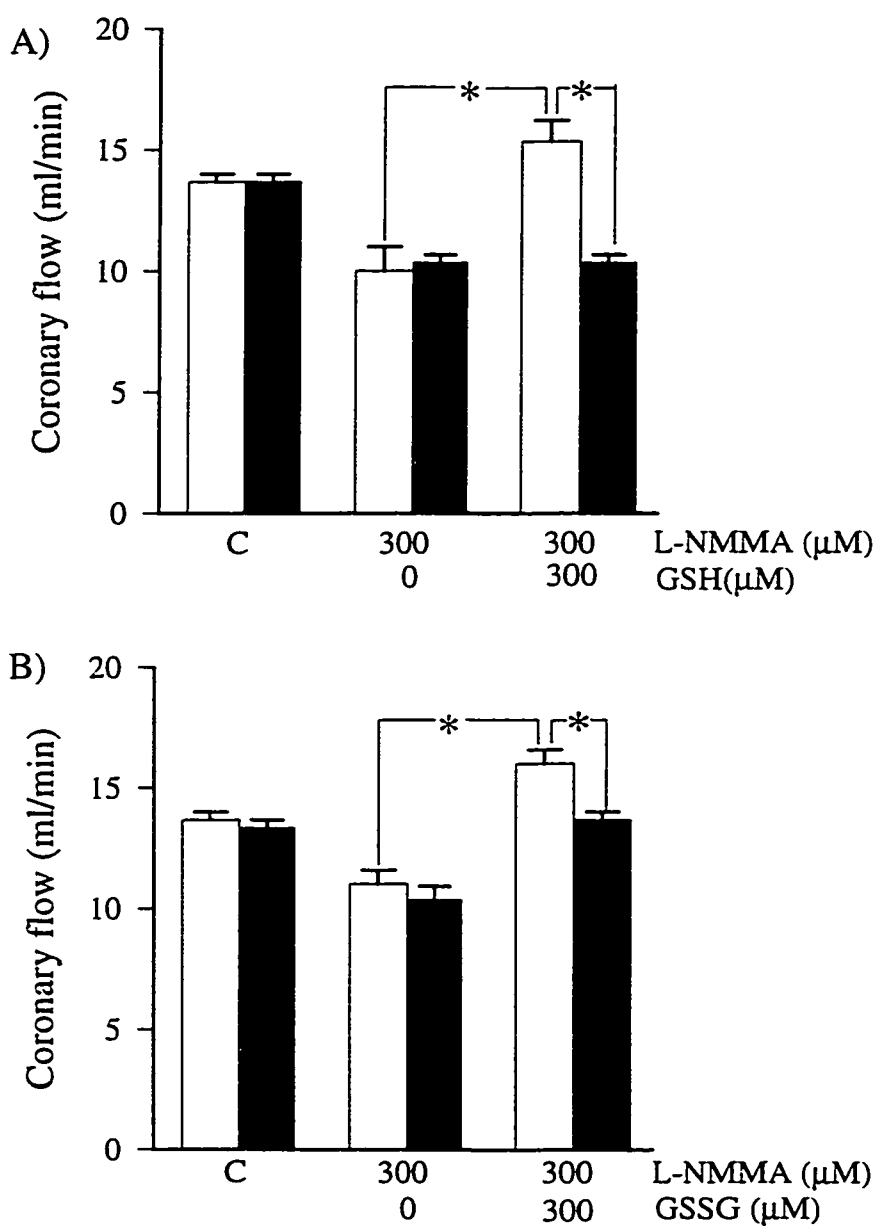 A)
Coronary flow (ml/min)
20
15
10
5
0
* *
C 300 300 L-NMMA (µM)
0 300 GSH(µM)
B)
Coronary flow (ml/min)
20
15
10
5
0
* *
C 300 300 L-NMMA (µM)
0 300 GSSG (µM)